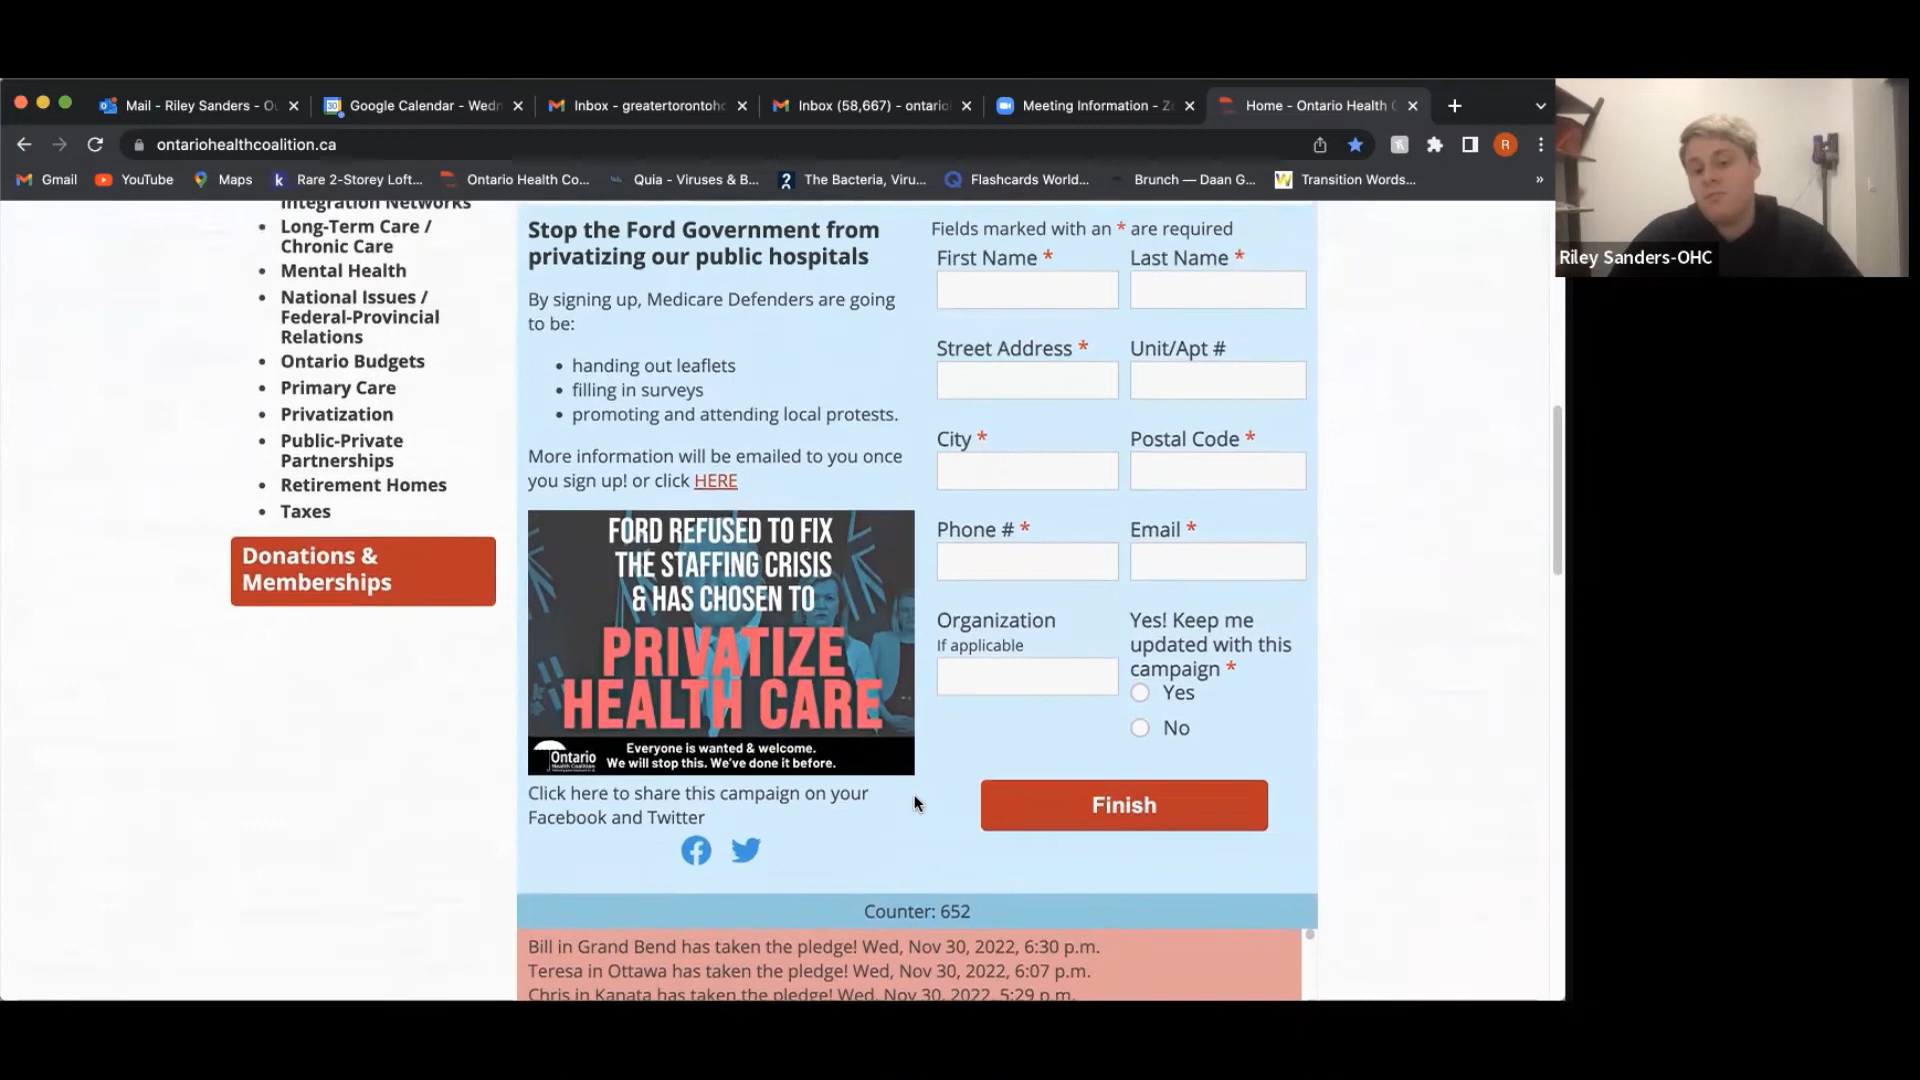 Mail - Riley Sanders - Ou
Google Calendar - Wedn
Inbox - greatertorontoho
Inbox (58,667) - ontario
Meeting Information - Zo
Home - Ontario Health C
ontariohealthcoalition.ca
R
Gmail
YouTube
Maps
Rare 2-Storey Loft...
Ontario Health Co...
Quia - Viruses & B...
The Bacteria, Viru...
Flashcards World...
Brunch — Daan G...
Transition Words...
»
Integration Networks
Long-Term Care /
Chronic Care
Mental Health
National Issues /
Federal-Provincial
Relations
Ontario Budgets
Primary Care
Privatization
Public-Private
Partnerships
Retirement Homes
Taxes
Donations &
Memberships
Stop the Ford Government from
privatizing our public hospitals
By signing up, Medicare Defenders are going
to be:
handing out leaflets
filling in surveys
promoting and attending local protests.
More information will be emailed to you once
you sign up! or click HERE
FORD REFUSED TO FIX
THE STAFFING CRISIS
& HAS CHOSEN TO
PRIVATIZE
HEALTH CARE
Ontario
Everyone is wanted & welcome.
We will stop this. We've done it before.
Click here to share this campaign on your
Facebook and Twitter
Fields marked with an * are required
First Name *
Last Name *
Street Address *
Unit/Apt #
City *
Postal Code *
Phone # *
Email *
Organization
If applicable
Yes! Keep me
updated with this
campaign *
Yes
No
Finish
Counter: 652
Bill in Grand Bend has taken the pledge! Wed, Nov 30, 2022, 6:30 p.m.
Teresa in Ottawa has taken the pledge! Wed, Nov 30, 2022, 6:07 p.m.
Chris in Kanata has taken the pledge! Wed, Nov 30, 2022, 5:29 p.m.
Riley Sanders-OHC